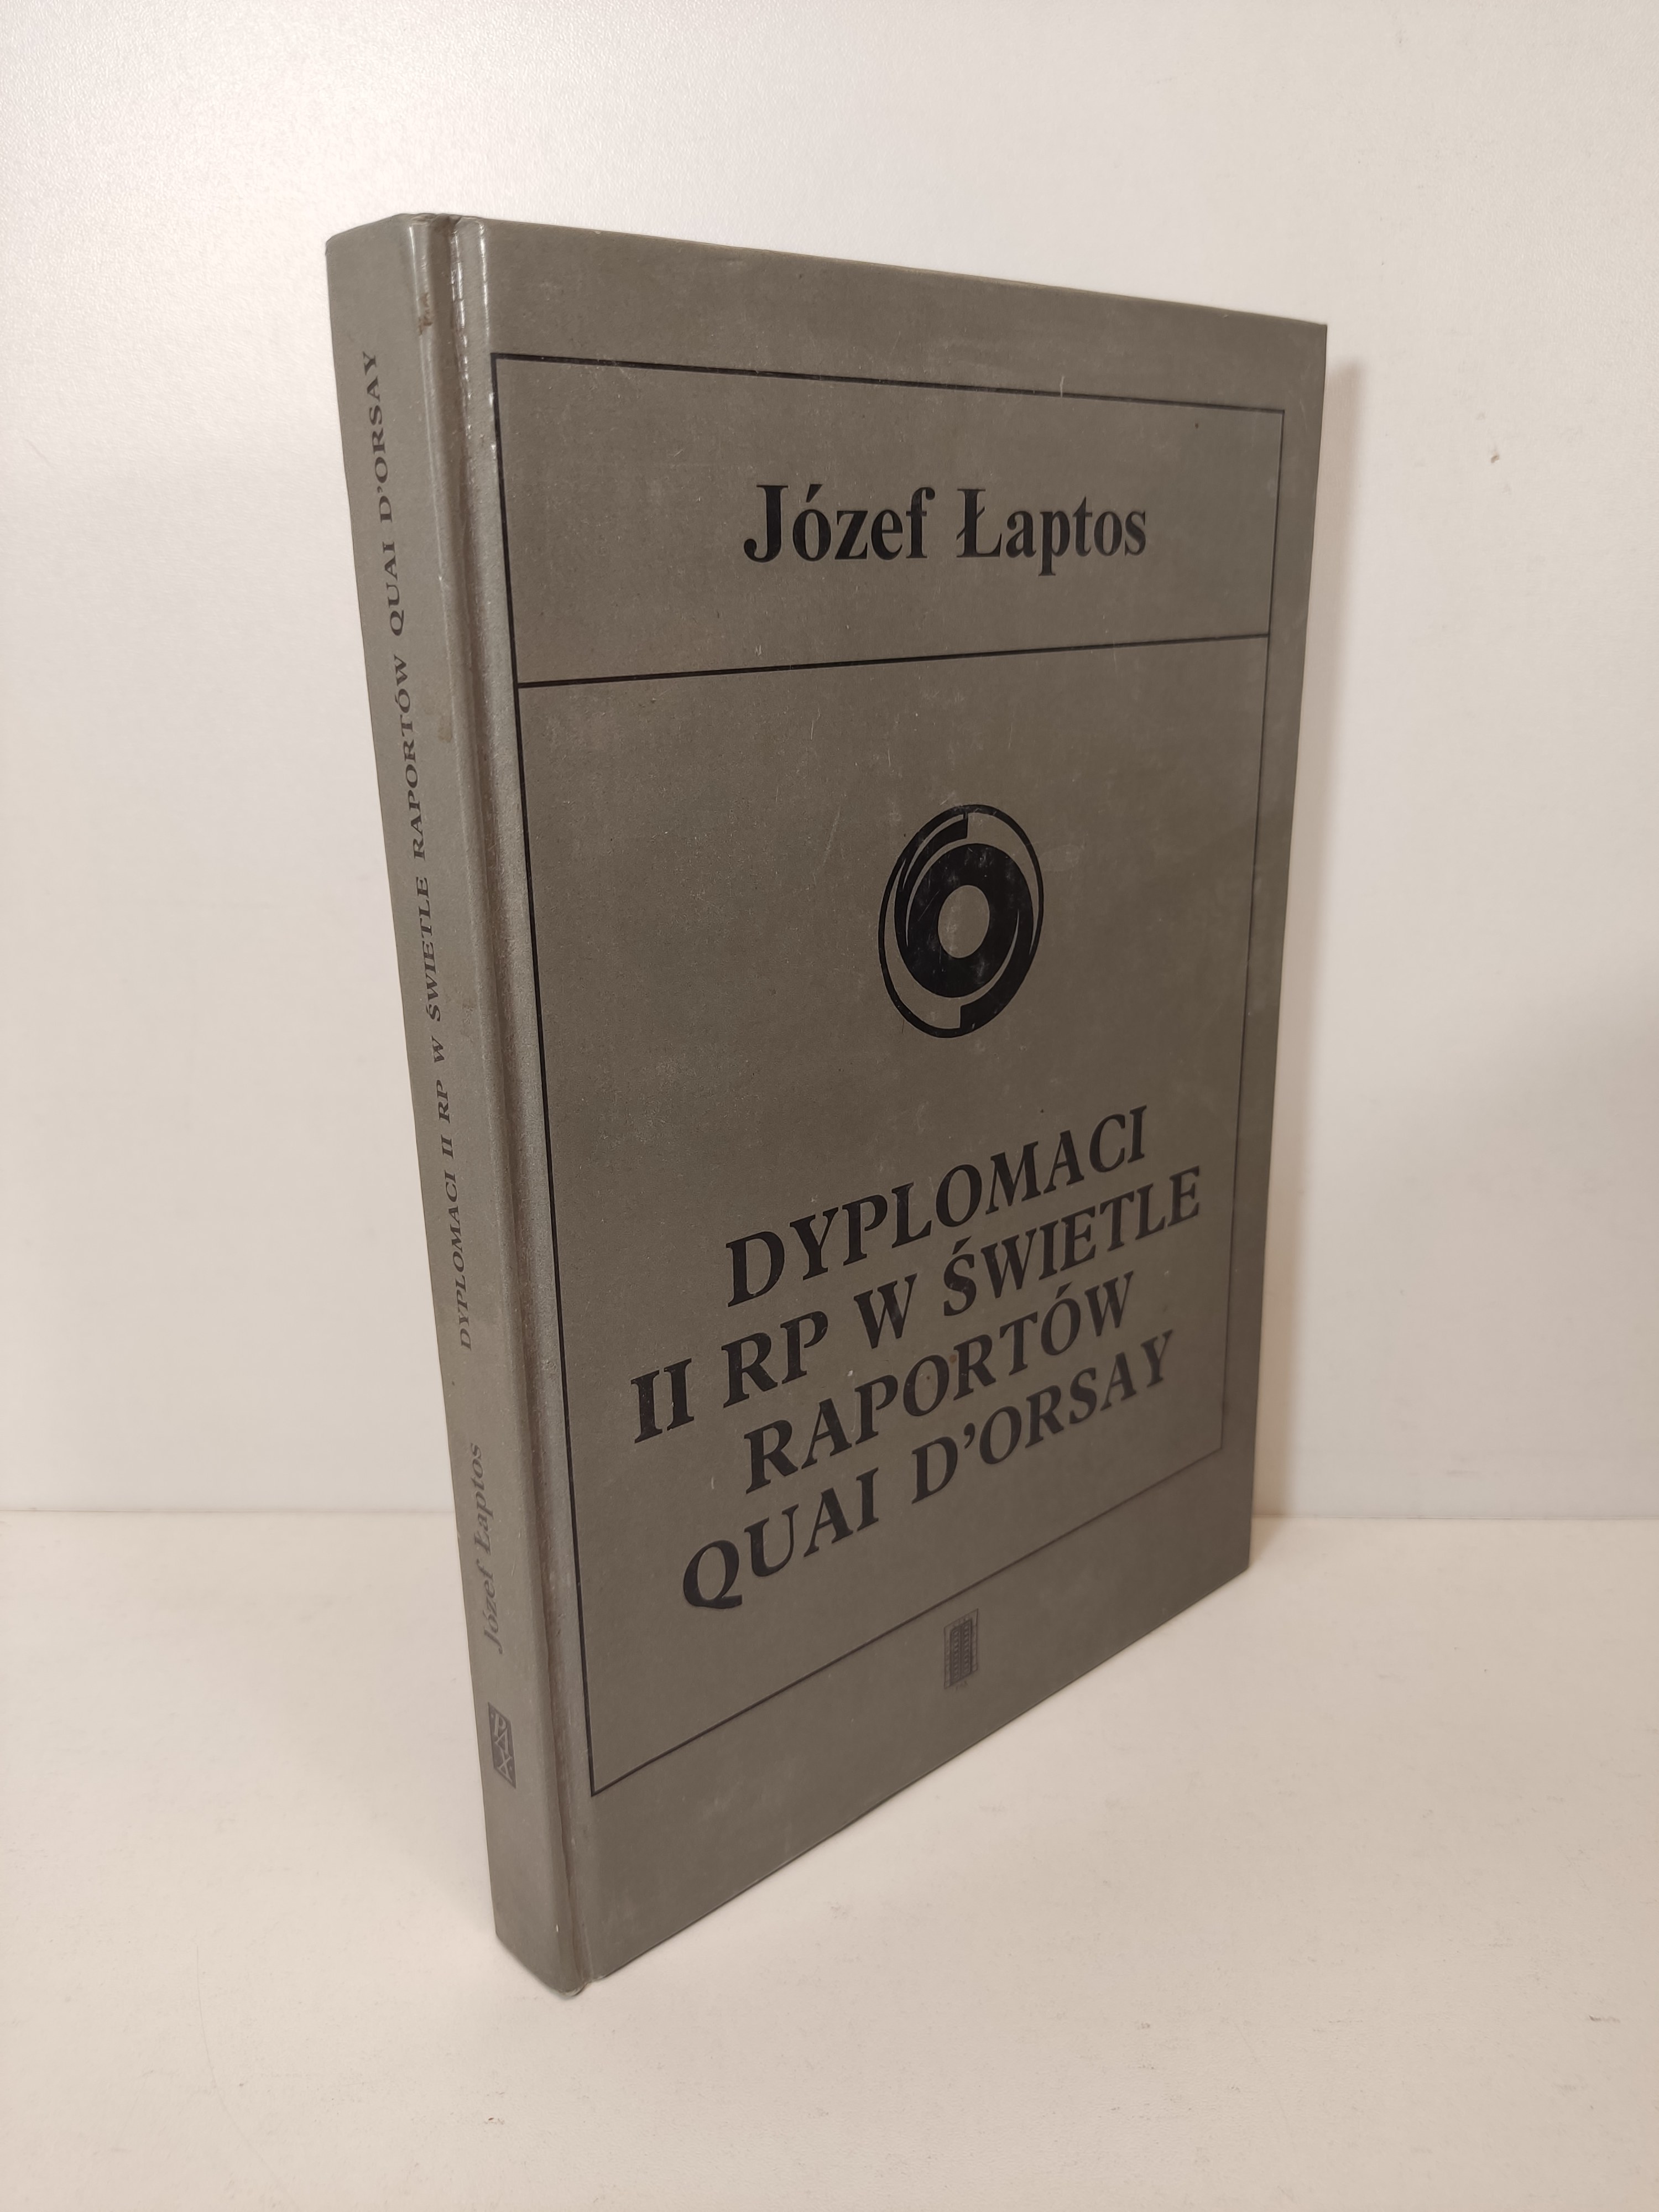 Józef Łaptos
DYPLOMACI
II RP W ŚWIETLE
RAPORTÓW
QUAI D'ORSAY
Józef Łaptos DYPLOMACI II RP W ŚWIETLE RAPORTÓW QUAI D'ORSAY
PAX